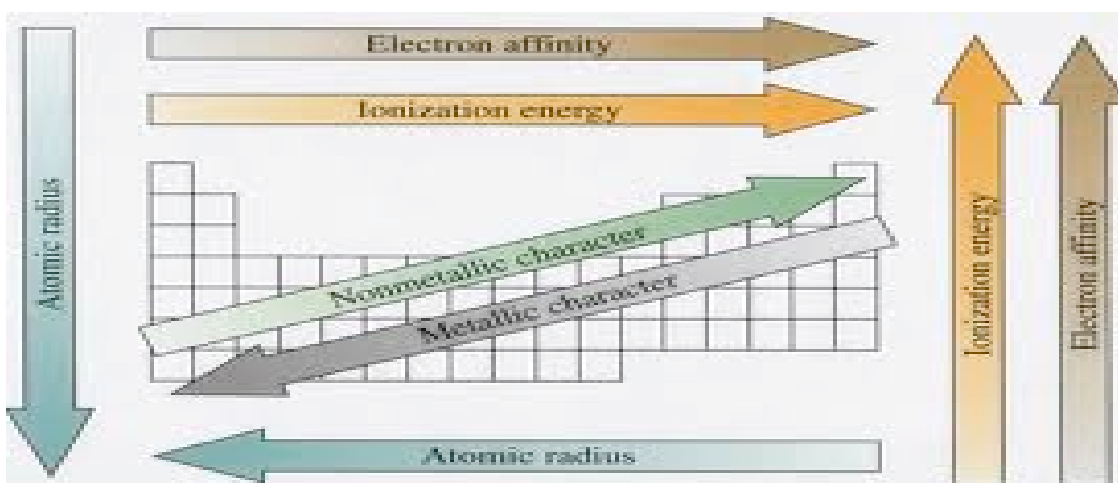 Electron affinity
Ionization energy
Atomic radius
Nonmetallic character
Metallic character
Ionization energy
Electron affinity
Atomic radius